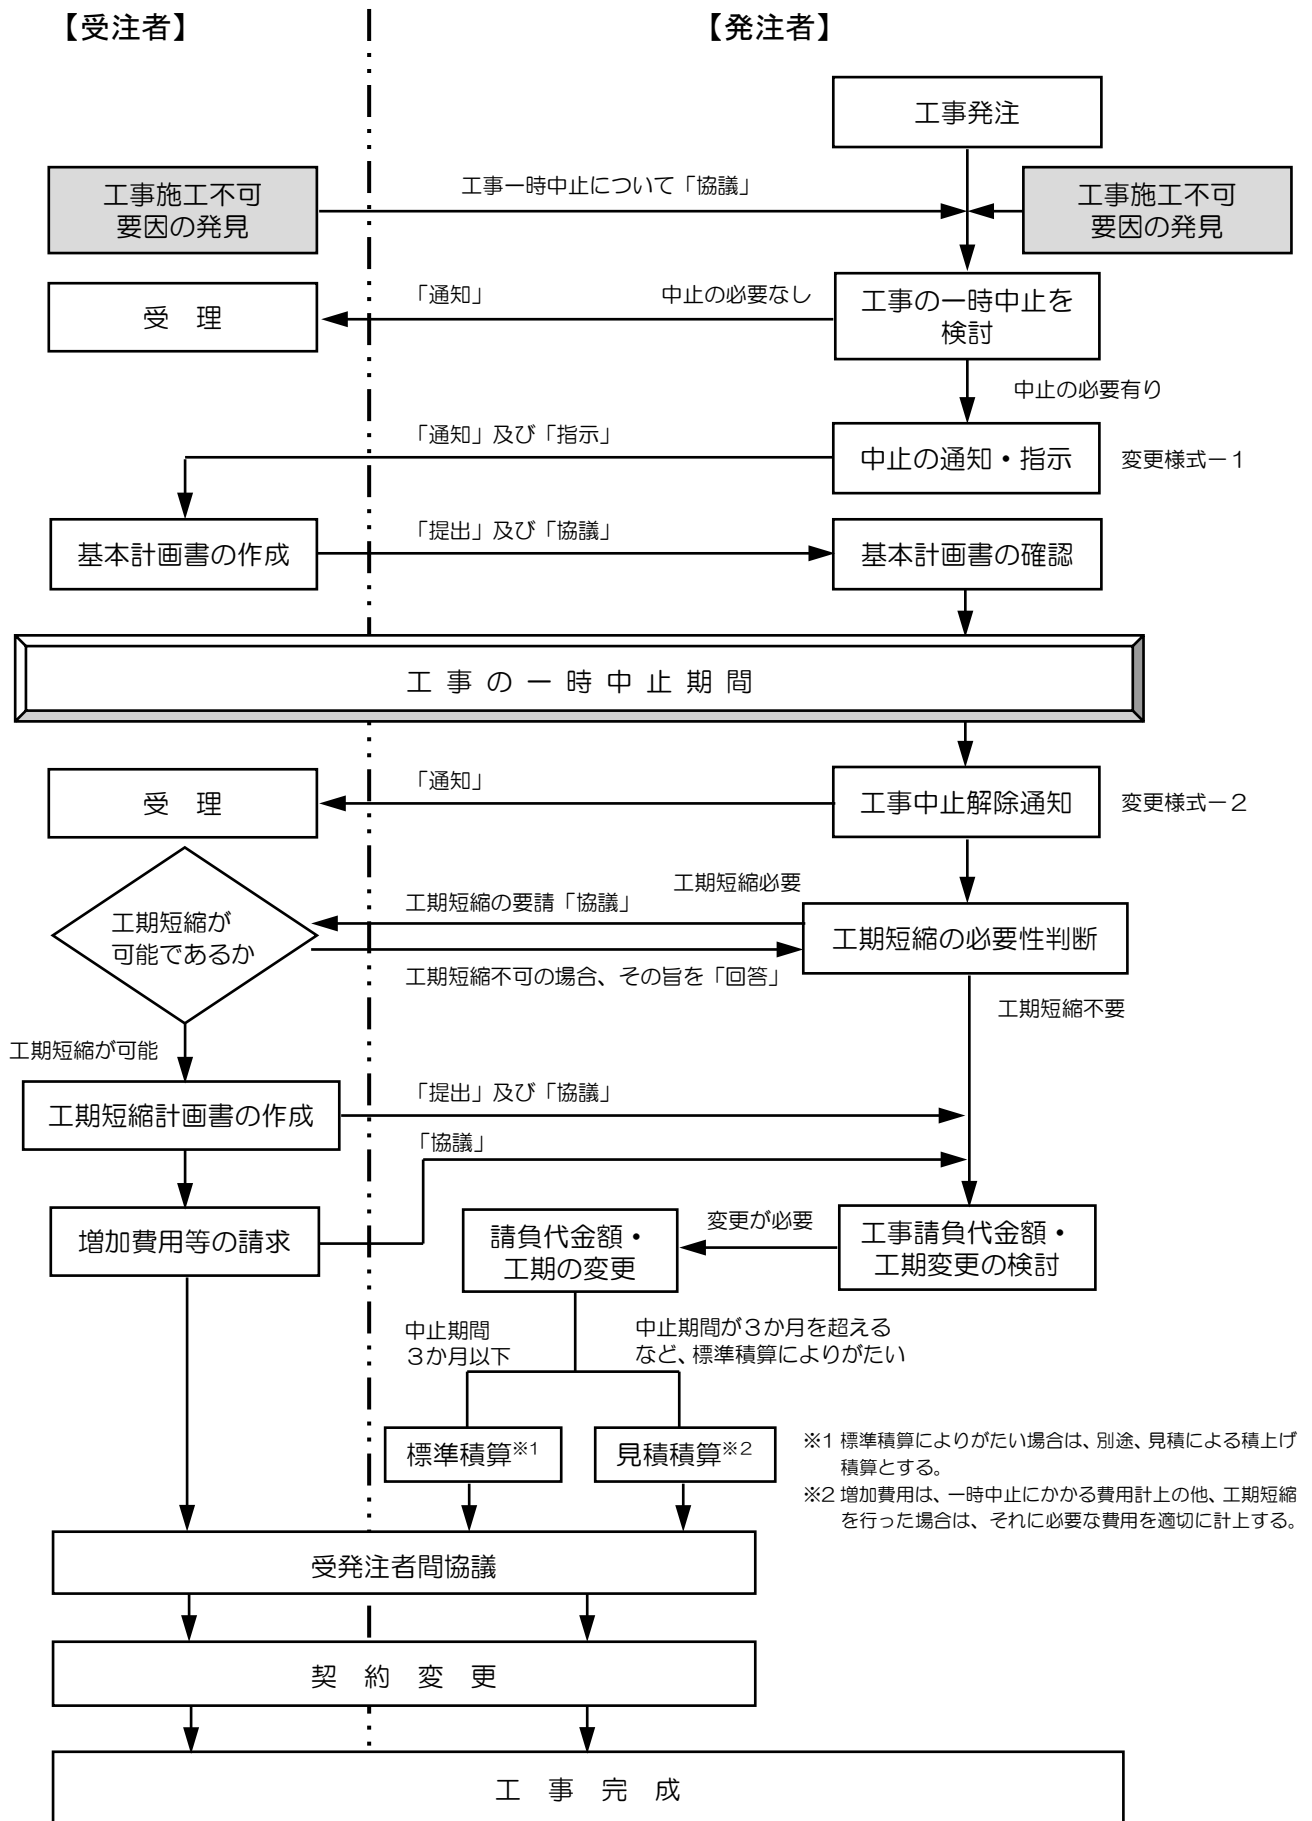 【受注者】
【発注者】
工事発注
工事施工不可
要因の発見
工事一時中止について「協議」
工事施工不可
要因の発見
受　理
「通知」
中止の必要なし
工事の一時中止を
検討
中止の必要有り
「通知」及び「指示」
中止の通知・指示
変更様式－１
基本計画書の作成
「提出」及び「協議」
基本計画書の確認
工 事 の 一 時 中 止 期 間
受　理
「通知」
工事中止解除通知
変更様式－２
工期短縮必要
工期短縮の要請「協議」
工期短縮が
可能であるか
工期短縮の必要性判断
工期短縮不可の場合、その旨を「回答」
工期短縮不要
工期短縮が可能
工期短縮計画書の作成
「提出」及び「協議」
「協議」
増加費用等の請求
請負代金額・
工期の変更
変更が必要
工事請負代金額・
工期変更の検討
中止期間
３か月以下
中止期間が３か月を超える
など、標準積算によりがたい
標準積算※1
見積積算※2
※1 標準積算によりがたい場合は、別途、見積による積上げ
積算とする。
※2 増加費用は、一時中止にかかる費用計上の他、工期短縮
を行った場合は、それに必要な費用を適切に計上する。
受発注者間協議
契　約　変　更
工　事　完　成